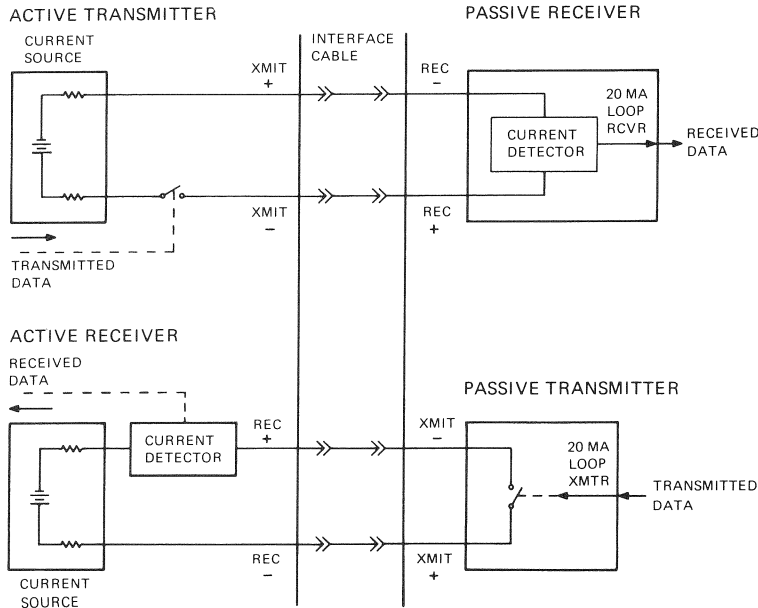 ACTIVE TRANSMITTER
PASSIVE RECEIVER
CURRENT
SOURCE
INTERFACE
CABLE
XMIT
+
REC
−
20 MA
LOOP
RCVR
CURRENT
DETECTOR
RECEIVED
DATA
XMIT
−
REC
+
TRANSMITTED
DATA
ACTIVE RECEIVER
RECEIVED
DATA
PASSIVE TRANSMITTER
CURRENT
DETECTOR
REC
+
XMIT
−
20 MA
LOOP
XMTR
TRANSMITTED
DATA
REC
−
XMIT
+
CURRENT
SOURCE